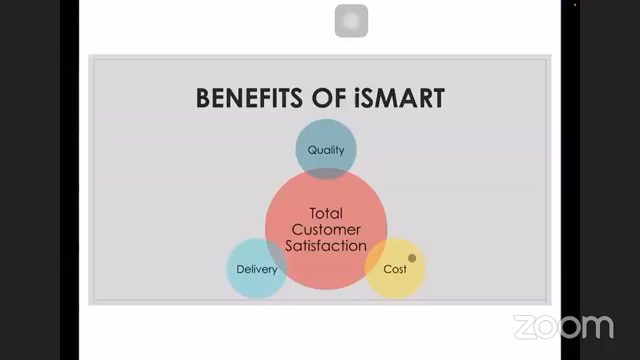 BENEFITS OF iSMART
Quality
Total
Customer
Satisfaction
Delivery
Cost
zoom